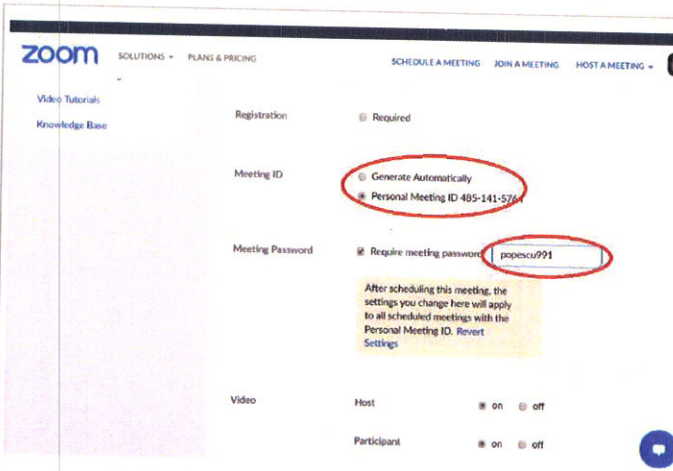 zoom SOLUTIONS PLANS & PRICING SCHEDULE A MEETING JOIN A MEETING HOST A MEETING
Video Tutorials
Knowledge Base
Registration Required
Meeting ID Generate Automatically
Personal Meeting ID 485-141-5764
Meeting Password Require meeting password popescu991
After scheduling this meeting, the
settings you change here will apply
to all scheduled meetings with the
Personal Meeting ID. Revert
Settings
Video Host on off
Participant on off